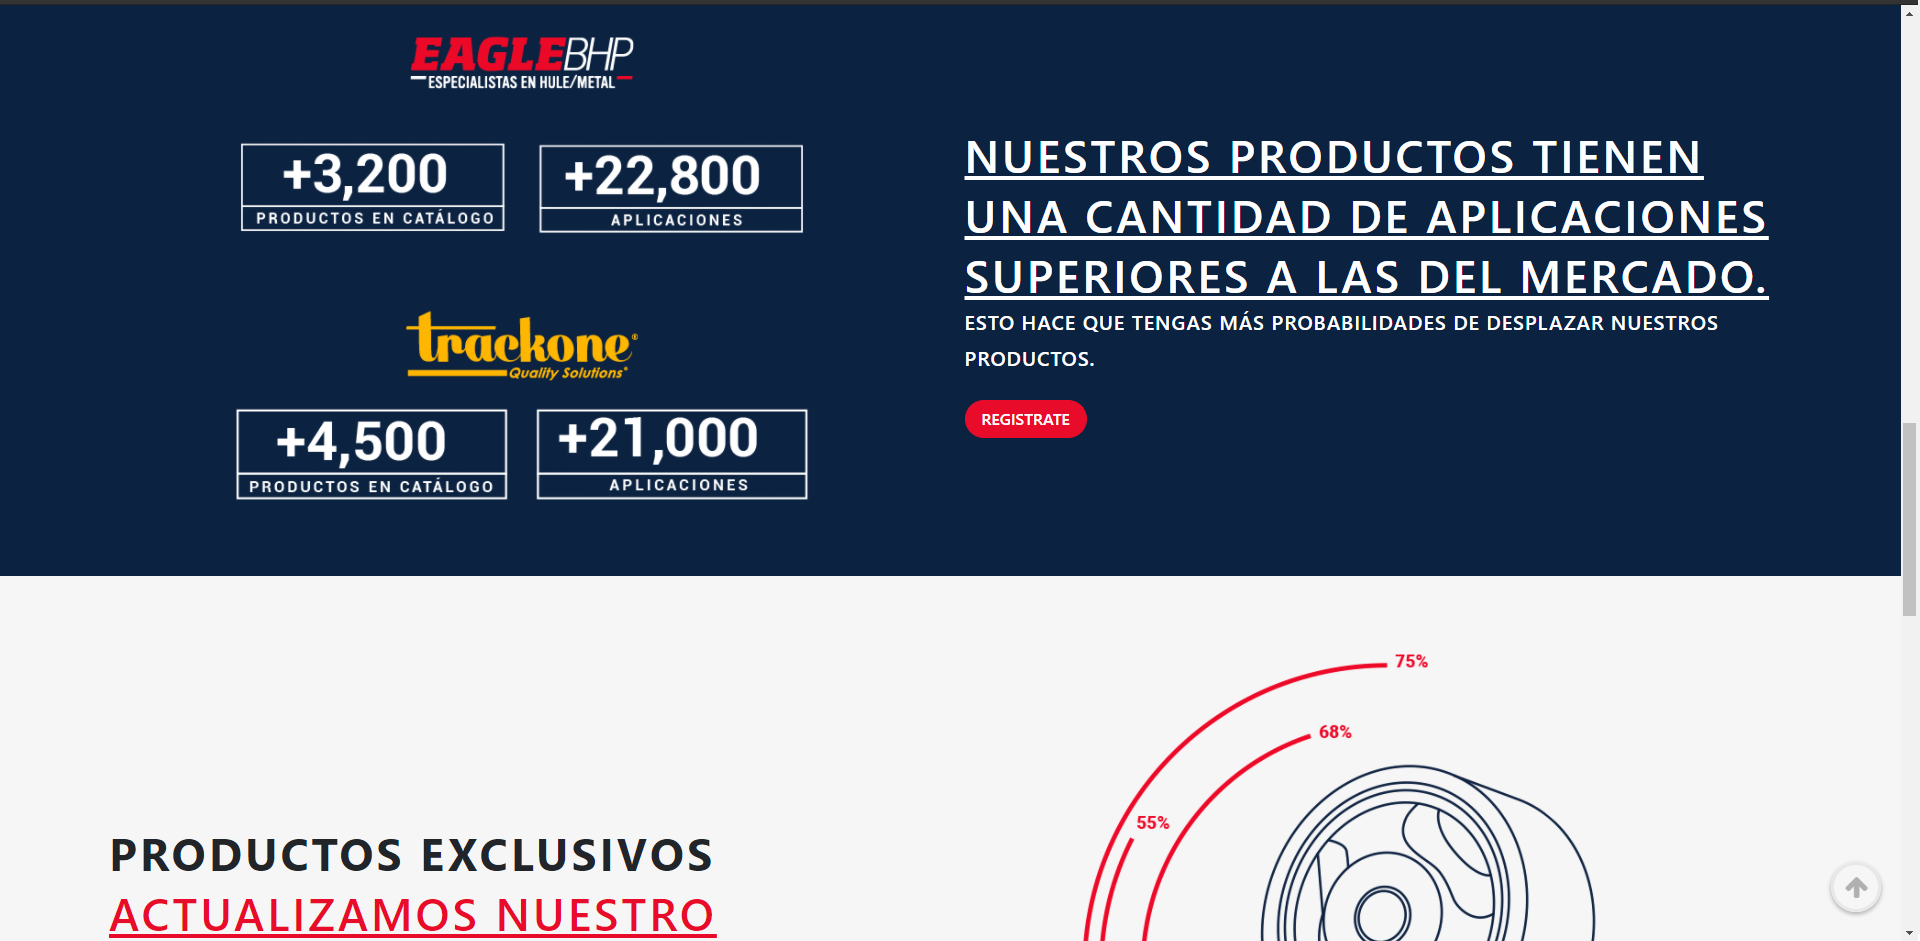 EAGLEBHP
ESPECIALISTAS EN HULE/METAL
+3,200
PRODUCTOS EN CATÁLOGO
+22,800
APLICACIONES
trackone®
Quality Solutions®
+4,500
PRODUCTOS EN CATÁLOGO
+21,000
APLICACIONES
NUESTROS PRODUCTOS TIENEN
UNA CANTIDAD DE APLICACIONES
SUPERIORES A LAS DEL MERCADO.
ESTO HACE QUE TENGAS MÁS PROBABILIDADES DE DESPLAZAR NUESTROS
PRODUCTOS.
REGISTRATE
PRODUCTOS EXCLUSIVOS
ACTUALIZAMOS NUESTRO
75%
68%
55%